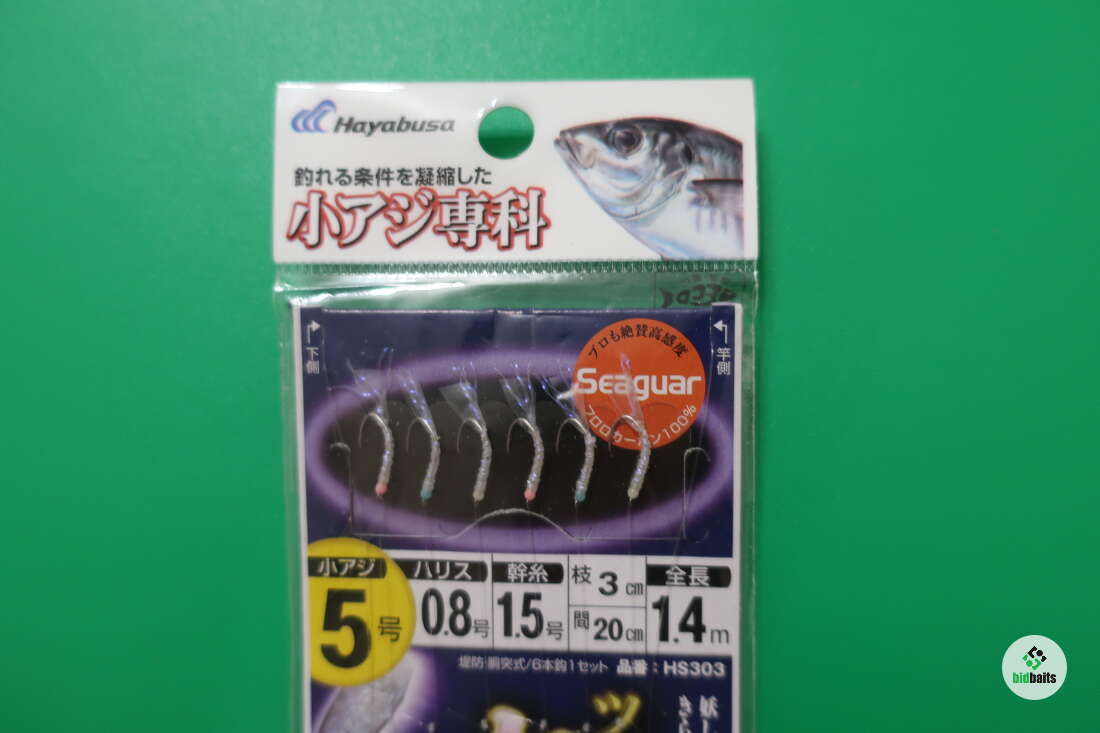 Hayabusa
釣れる条件を凝縮した
小アジ専科
下側
プロも絶賛高感度
Seaguar
フロロカーボン100%
竿側
小アジ
5号
ハリス
0.8号
幹糸
1.5号
枝 3cm
間 20cm
全長
1.4m
堤防・胴突式/6本鈎1セット 品番:HS303
bidbaits